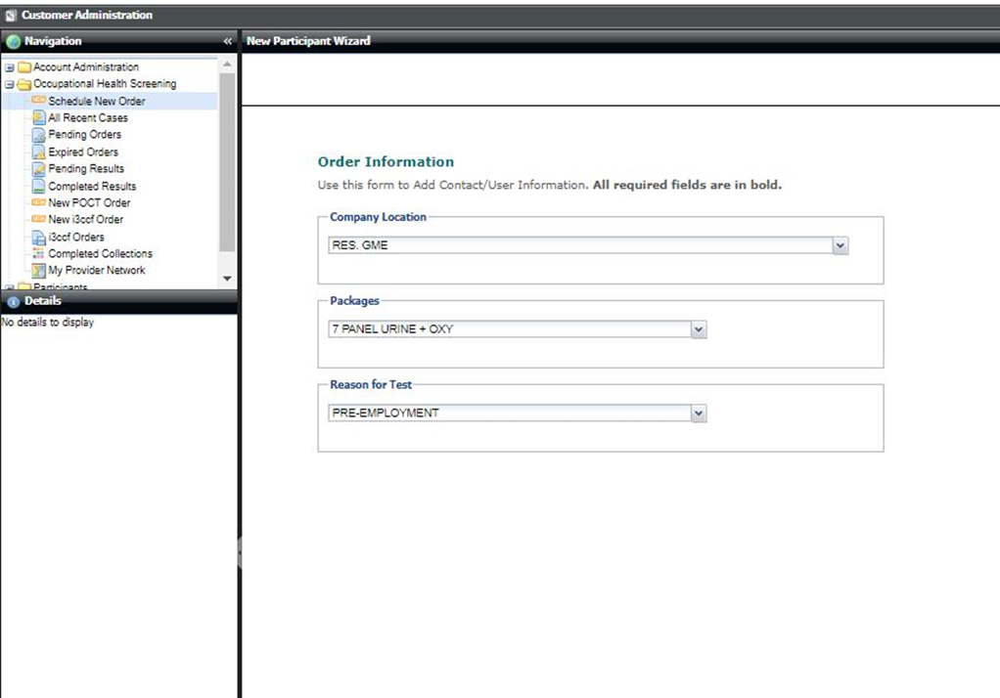 Customer Administration
Navigation
Account Administration
Occupational Health Screening
Schedule New Order
All Recent Cases
Pending Orders
Expired Orders
Pending Results
Completed Results
New POCT Order
New i3ccf Order
i3ccf Orders
Completed Collections
My Provider Network
Participants
Details
No details to display
New Participant Wizard
Order Information
Use this form to Add Contact/User Information. All required fields are in bold.
Company Location
RES. GME
Packages
7 PANEL URINE + OXY
Reason for Test
PRE-EMPLOYMENT